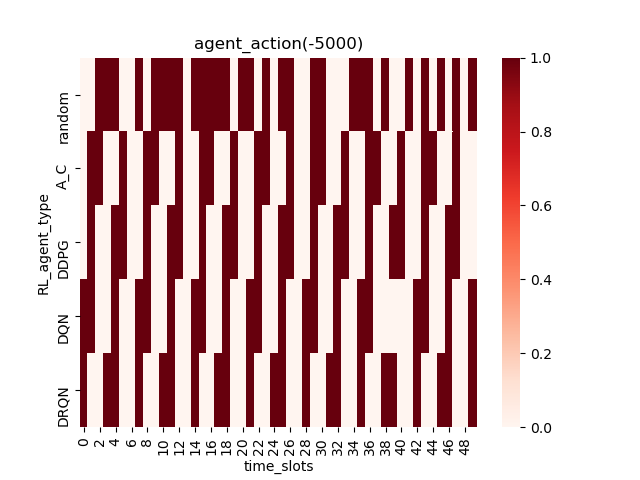 agent_action(-5000)
RL_agent_type
random
A_C
DDPG
DQN
DRQN
0 2 4 6 8 10 12 14 16 18 20 22 24 26 28 30 32 34 36 38 40 42 44 46 48
time_slots
1.0
0.8
0.6
0.4
0.2
0.0